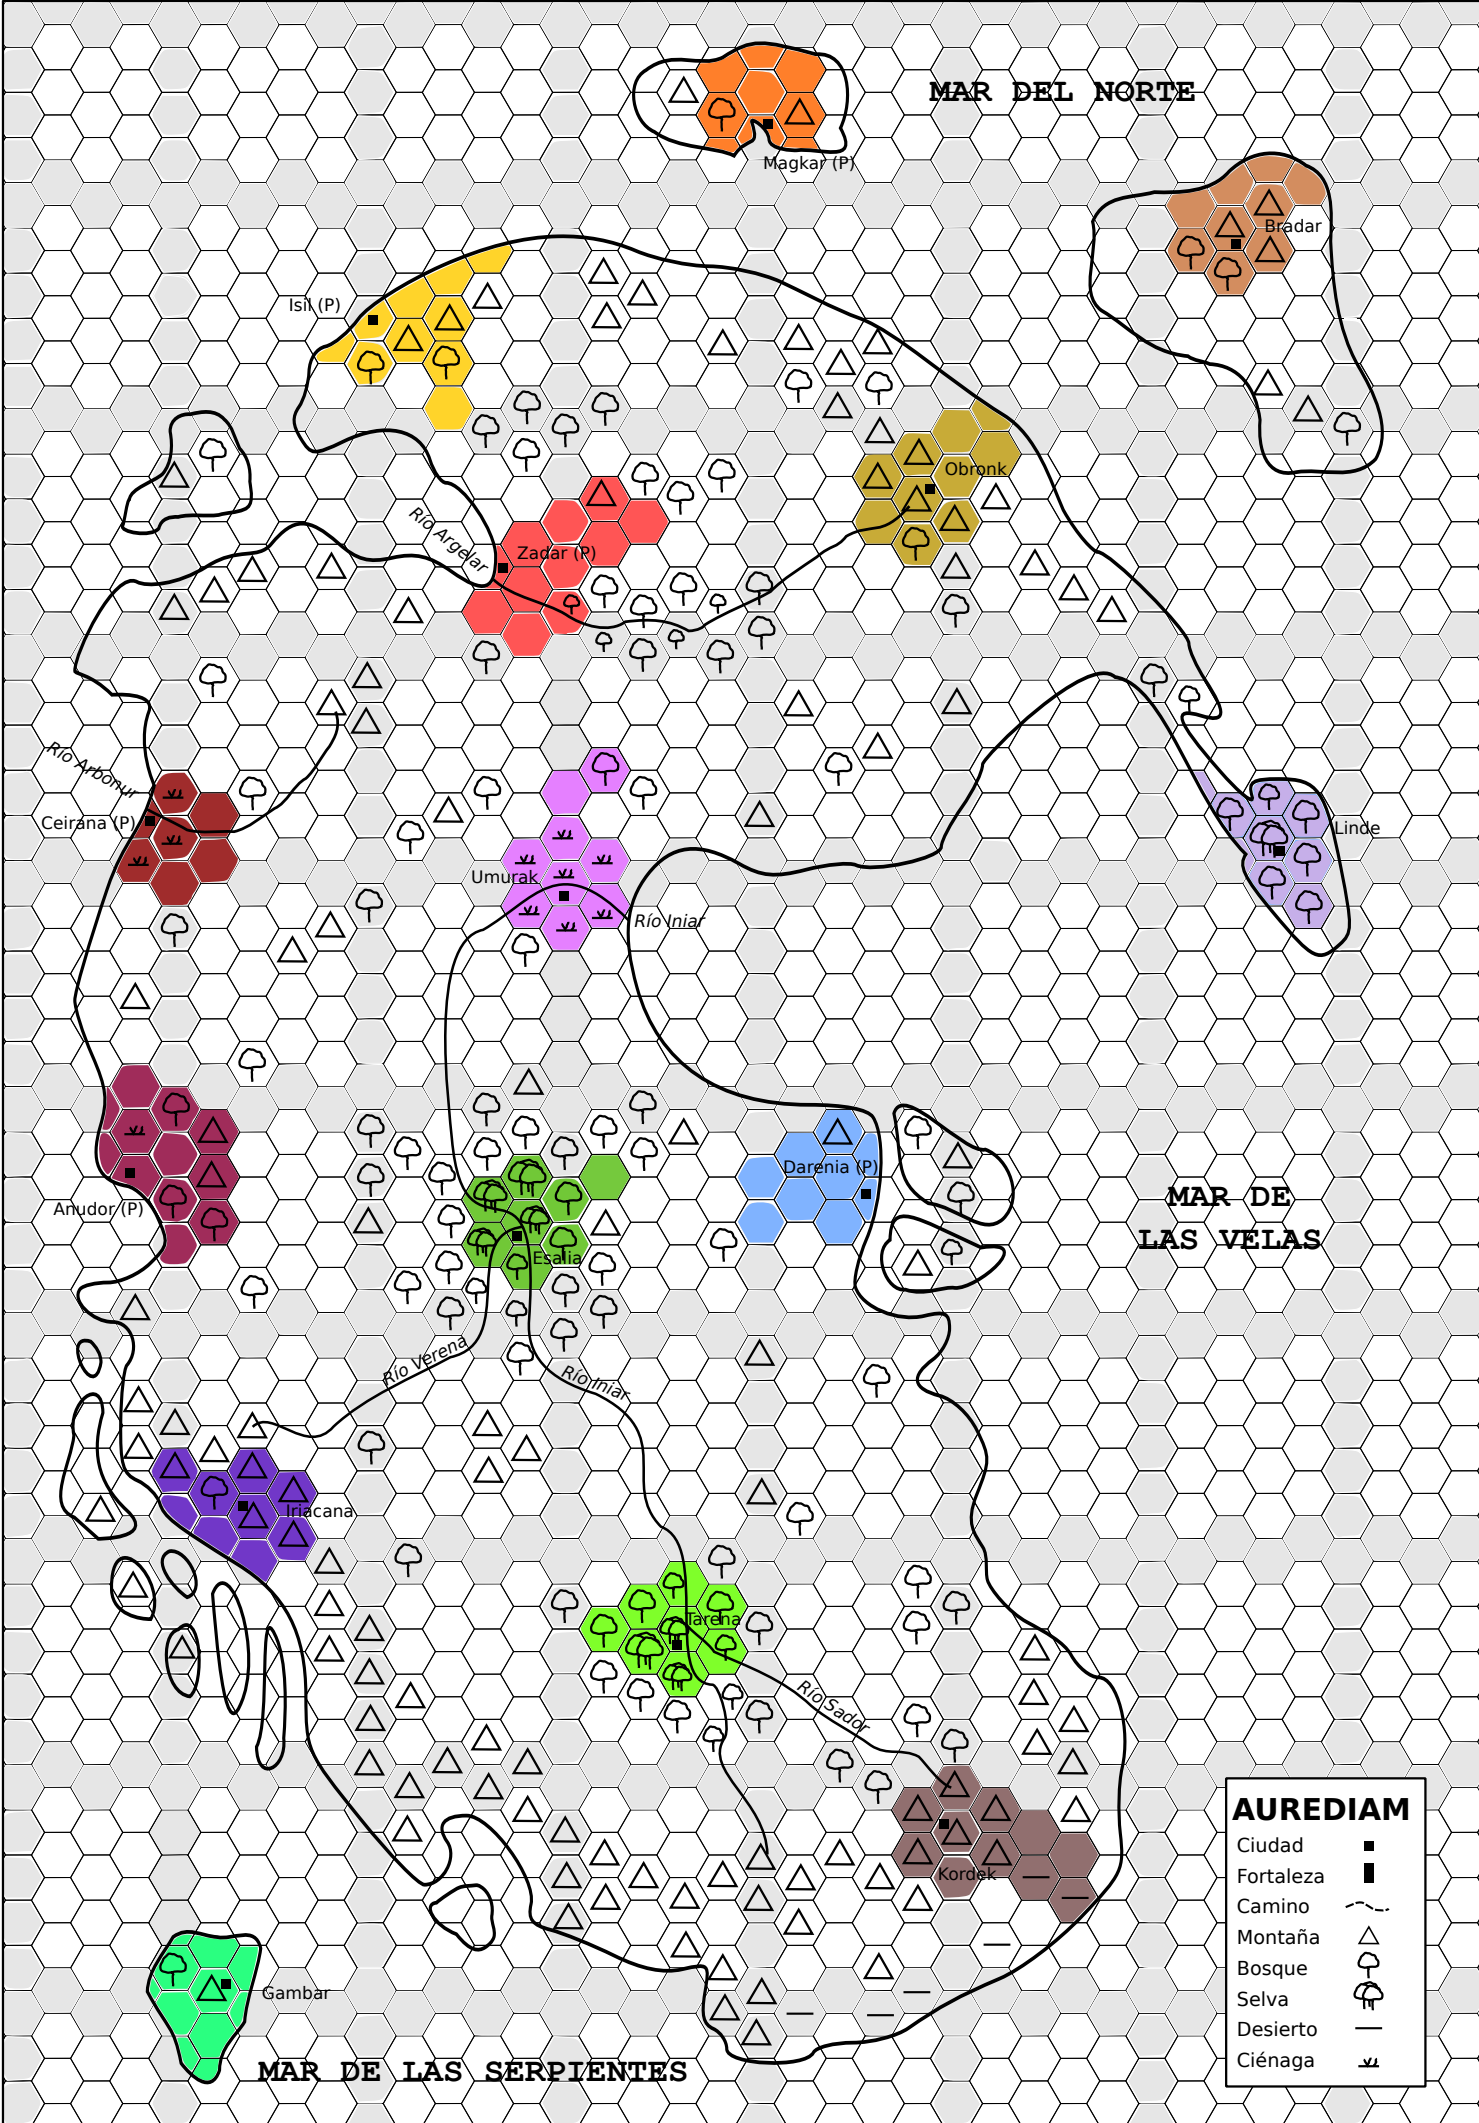 MAR DEL NORTE
Magkar (P)
Bradar
Isil (P)
Obronk
Río Argelar
Zadar (P)
Río Arbonur
Ceirana (P)
Linde
Umurak
Río Iniar
Darenia (P)
MAR DE
LAS VELAS
Anudor (P)
Esalia
Río Verena
Río Iniar
Iriacana
Tarena
Río Sador
Kordek
Gambar
MAR DE LAS SERPIENTES
AUREDIAM
Ciudad
Fortaleza
Camino
Montaña
Bosque
Selva
Desierto
Ciénaga